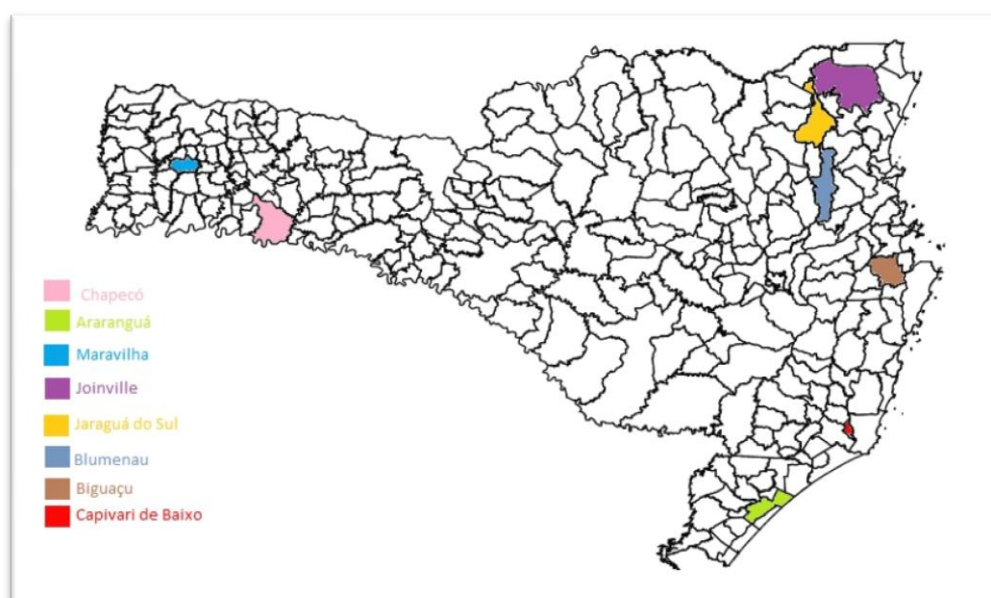 Chapecó
Araranguá
Maravilha
Joinville
Jaraguá do Sul
Blumenau
Biguaçu
Capivari de Baixo